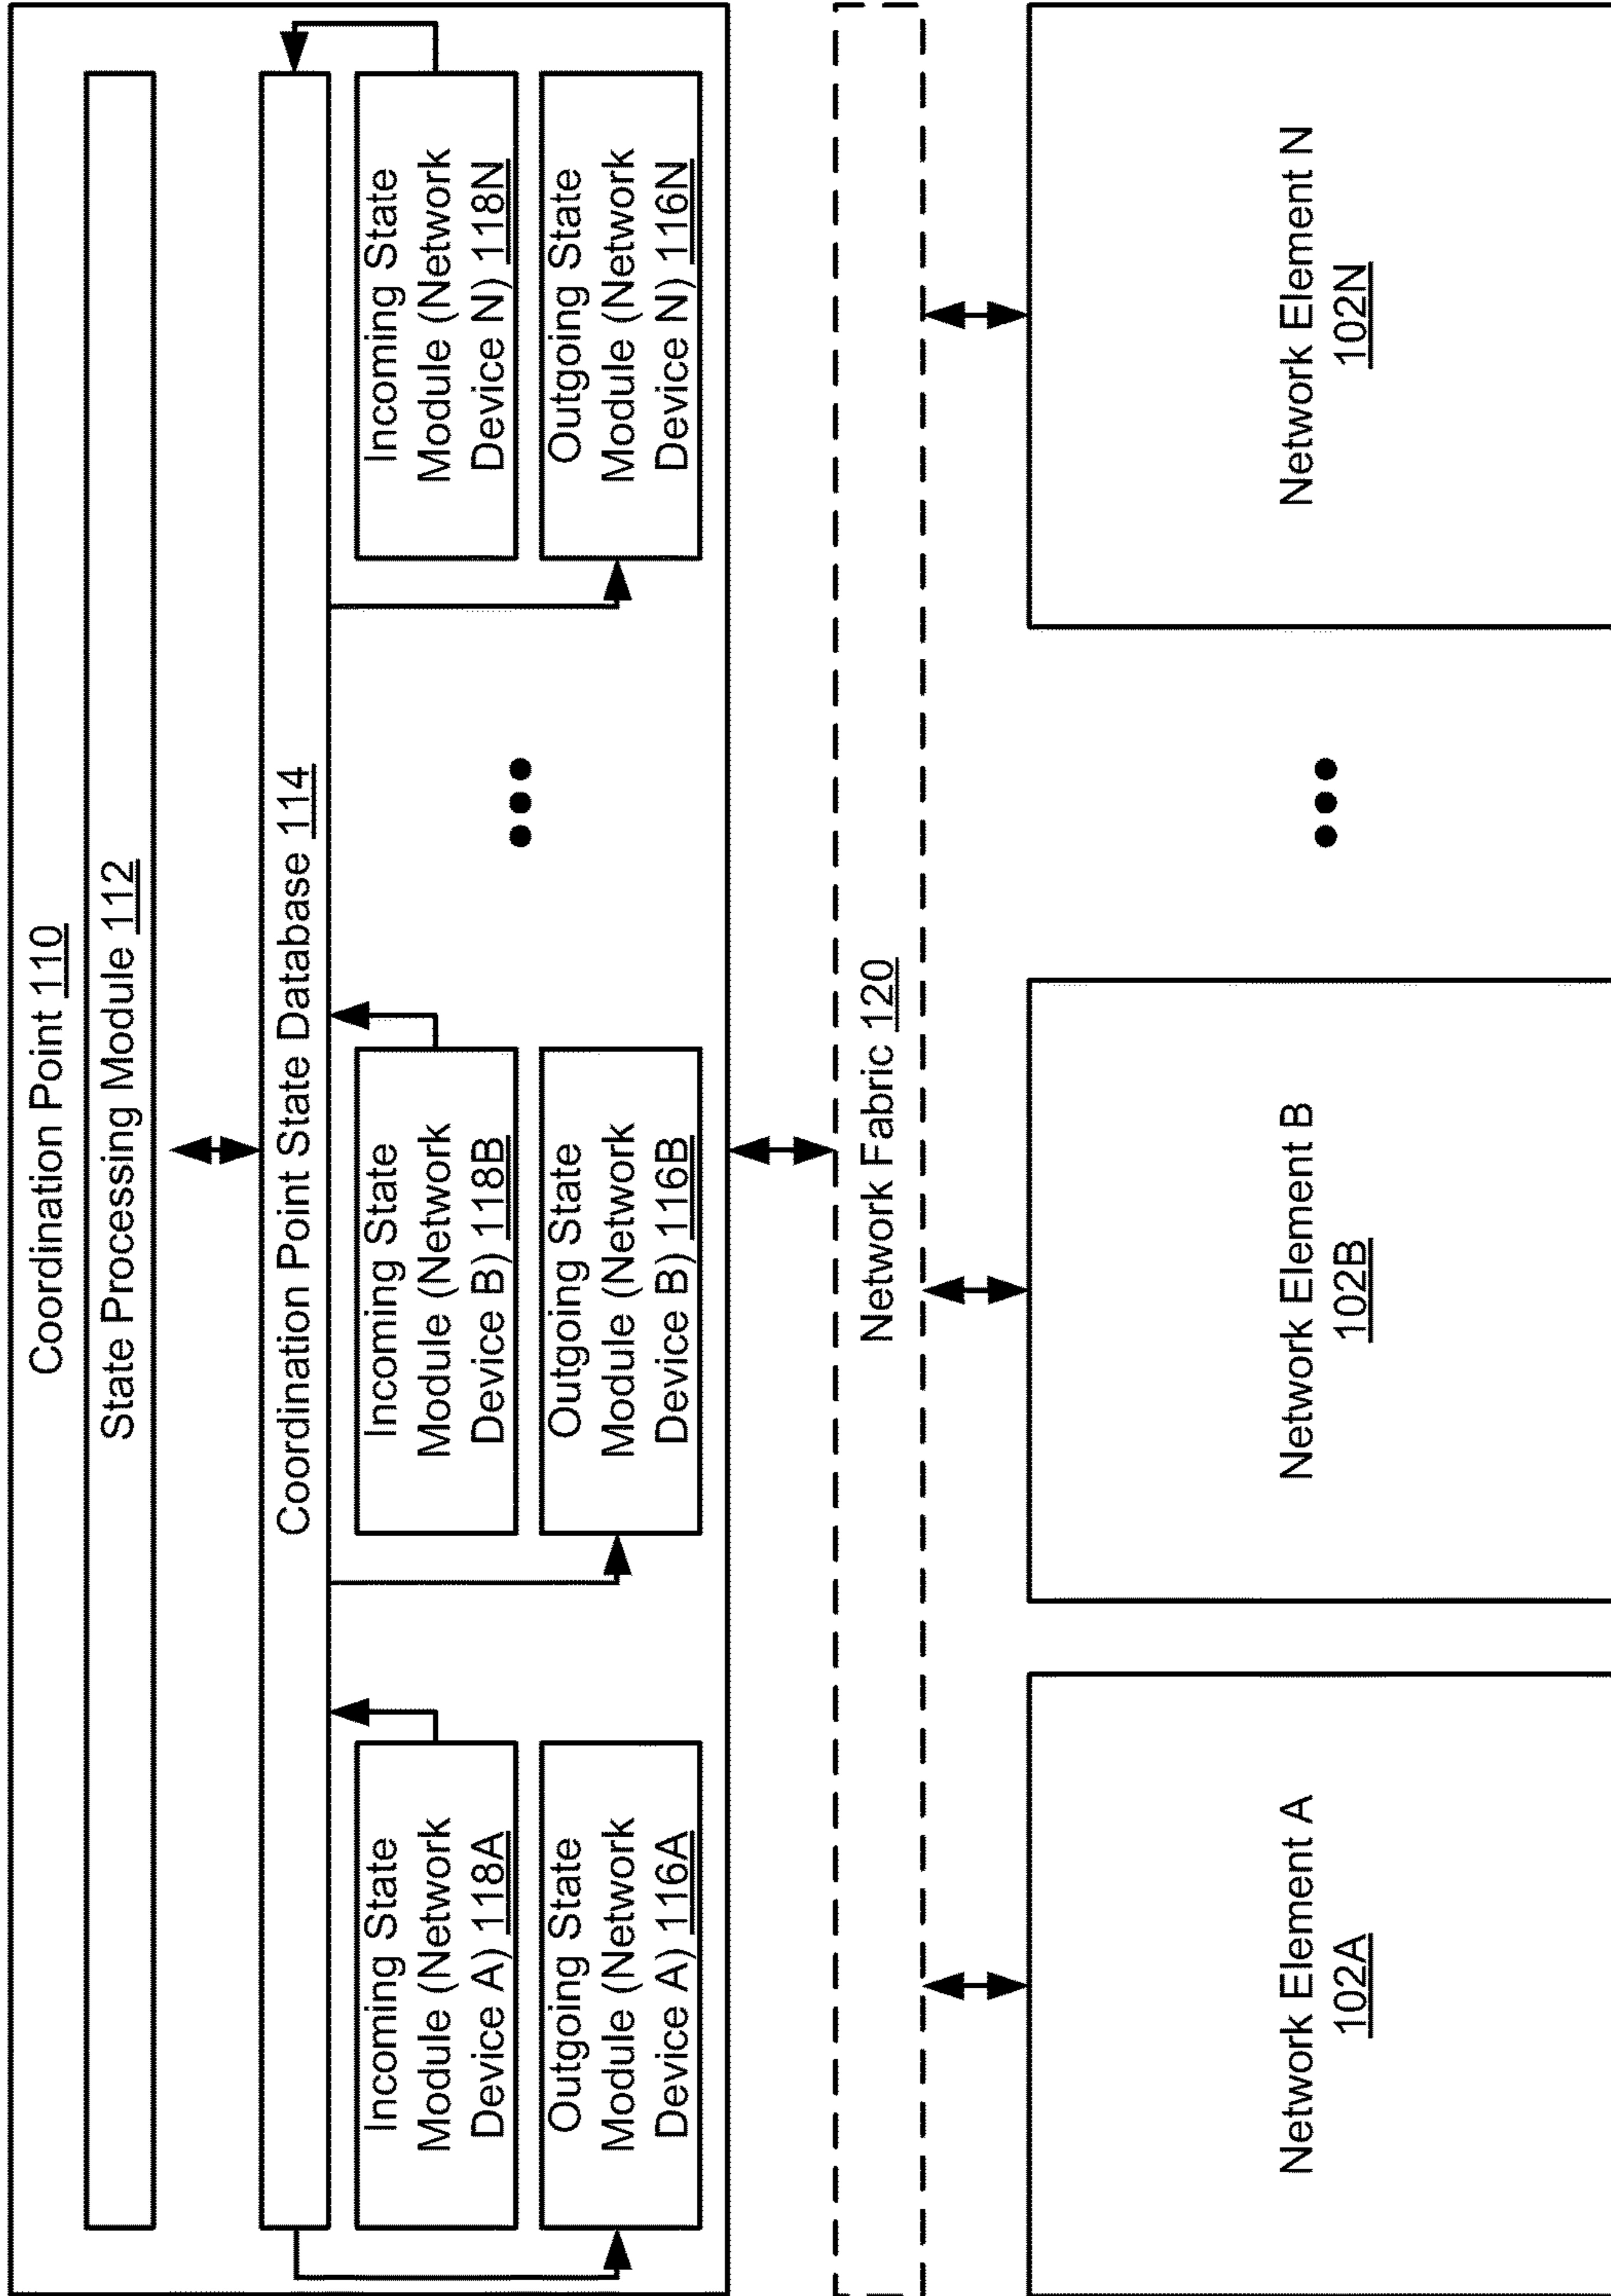 Coordination Point 110
State Processing Module 112
Coordination Point State Database 114
Incoming State
Module (Network
Device A) 118A
Outgoing State
Module (Network
Device A) 116A
Incoming State
Module (Network
Device B) 118B
Outgoing State
Module (Network
Device B) 116B
Incoming State
Module (Network
Device N) 118N
Outgoing State
Module (Network
Device N) 116N
Network Fabric 120
Network Element A
102A
Network Element B
102B
Network Element N
102N